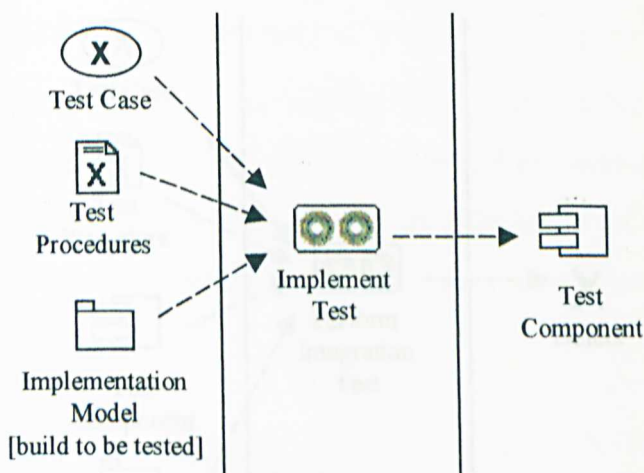 X
Test Case
X
Test
Procedures
Implementation
Model
[build to be tested]
Implement
Test
Test
Component